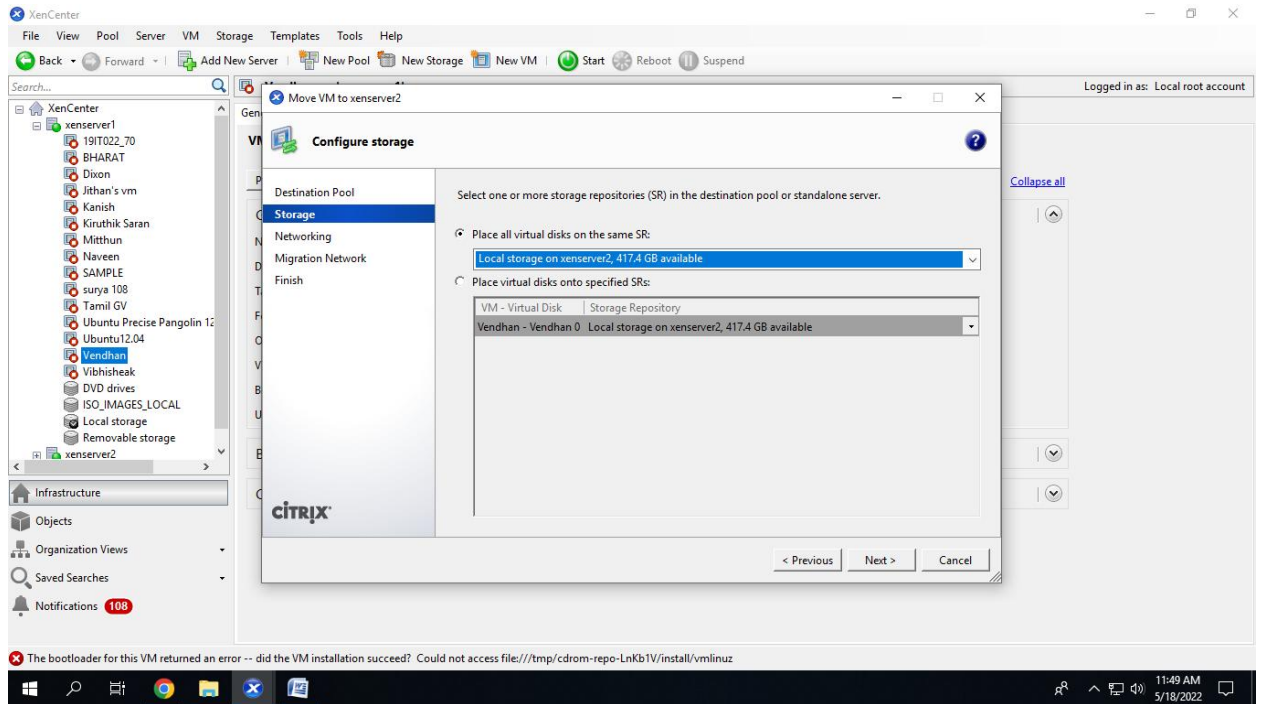 XenCenter
File View Pool Server VM Storage Templates Tools Help
Back Forward Add New Server New Pool New Storage New VM Start Reboot Suspend
Search...
Logged in as: Local root account
XenCenter
xenserver1
19IT022_70
BHARAT
Dixon
Jithan's vm
Kanish
Kiruthik Saran
Mitthun
Naveen
SAMPLE
surya 108
Tamil GV
Ubuntu Precise Pangolin 12
Ubuntu12.04
Vendhan
Vibhisheak
DVD drives
ISO_IMAGES_LOCAL
Local storage
Removable storage
xenserver2
Infrastructure
Objects
Organization Views
Saved Searches
Notifications 108
Collapse all
Move VM to xenserver2
Configure storage
Destination Pool
Storage
Networking
Migration Network
Finish
CİTRIX
Select one or more storage repositories (SR) in the destination pool or standalone server.
Place all virtual disks on the same SR:
Local storage on xenserver2, 417.4 GB available
Place virtual disks onto specified SRs:
VM - Virtual Disk Storage Repository
Vendhan - Vendhan 0 Local storage on xenserver2, 417.4 GB available
< Previous Next > Cancel
The bootloader for this VM returned an error -- did the VM installation succeed? Could not access file:///tmp/cdrom-repo-LnKb1V/install/vmlinuz
11:49 AM
5/18/2022